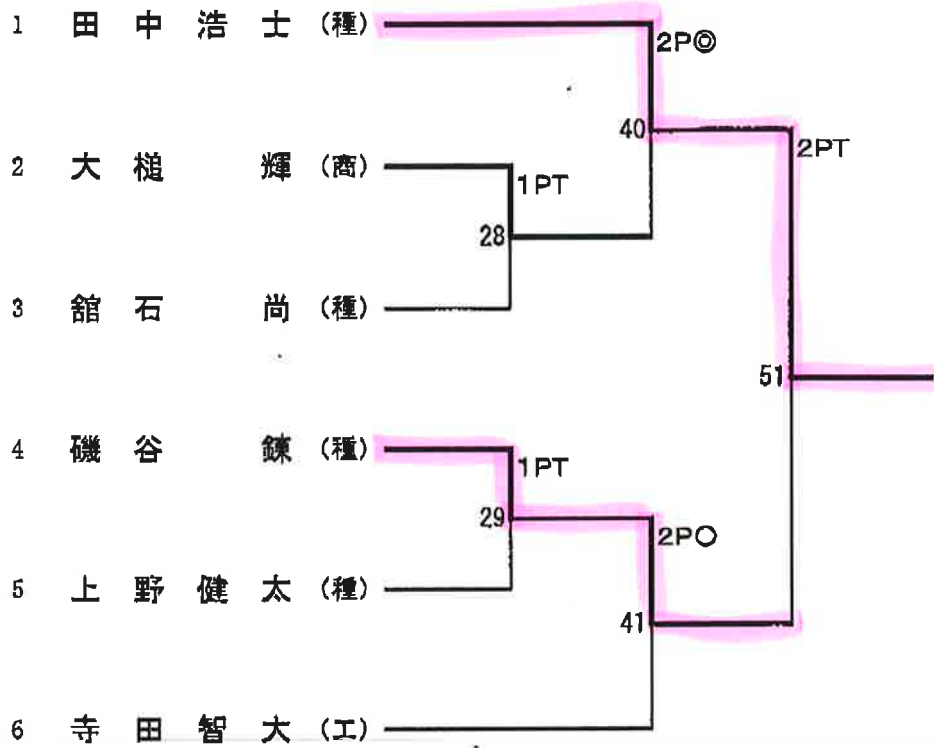 1 田中浩士 (種)
2P◎
40
2PT
2 大槌 輝 (商)
1PT
28
3 舘石 尚 (種)
51
4 磯谷 錬 (種)
1PT
29
2P○
5 上野健太 (種)
41
6 寺田智大 (工)